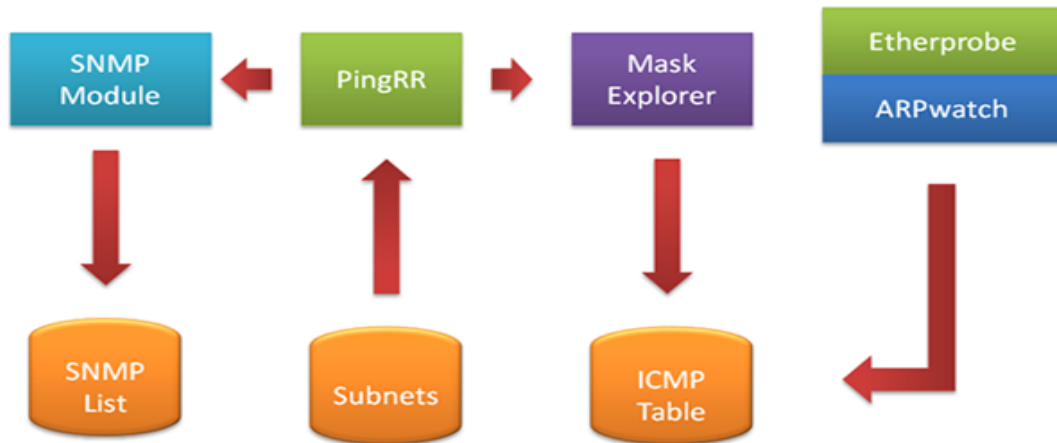 SNMP
Module
PingRR
Mask
Explorer
Etherprobe
ARPwatch
SNMP
List
Subnets
ICMP
Table